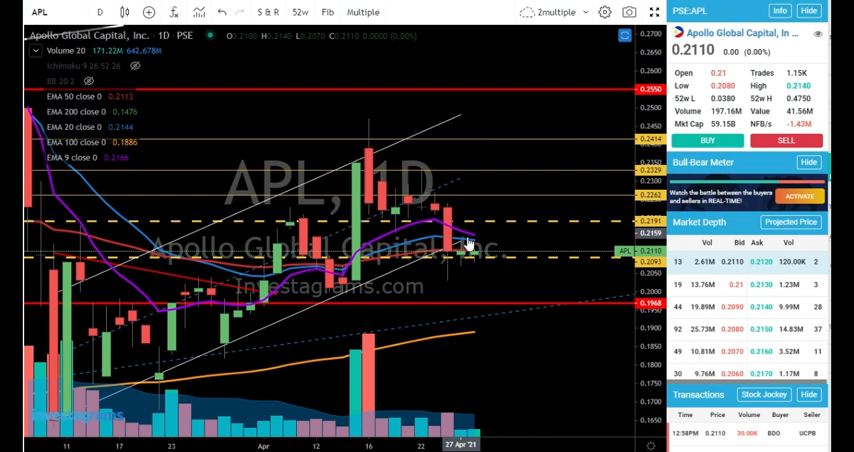 APL D S & R 52w Fib Multiple 2multiple
Apollo Global Capital, Inc. · 1D · PSE O0.2100 H0.2140 L0.2070 C0.2110 0.0000 (0.00%)
Volume 20 171.22M 642.678M
Ichimoku 9 26 52 26
BB 20 2
EMA 50 close 0 0.2113
EMA 200 close 0 0.1476
EMA 20 close 0 0.2144
EMA 100 close 0 0.1886
EMA 9 close 0 0.2166
APL, 1D
Apollo Global Capital, Inc.
Investagrams.com
investagrams
0.2700
0.2650
0.2550
0.2500
0.2450
0.2414
0.2329
0.2262
0.2191
0.2159
APL 0.2110
0.2093
0.2050
0.1968
0.1930
0.1890
0.1850
0.1800
0.1750
0.1700
0.1650
11 17 23 Apr 12 16 22 27 Apr '21
PSE:APL Info Hide
Apollo Global Capital, In ...
0.2110 0.00 (0.00%)
Open 0.21 Trades 1.15K
Low 0.2080 High 0.2140
52w L 0.0380 52w H 0.4750
Volume 197.16M Value 41.56M
Mkt Cap 59.15B NFB/s -1.43M
BUY SELL
Bull-Bear Meter Hide
Watch the battle between the buyers
and sellers in REAL-TIME! ACTIVATE
Market Depth Projected Price
Vol Bid Ask Vol
13 2.61M 0.2110 0.2120 120.00K 2
19 13.76M 0.21 0.2130 1.23M 3
44 19.89M 0.2090 0.2140 9.99M 28
92 25.73M 0.2080 0.2150 14.83M 37
49 10.81M 0.2070 0.2160 3.52M 11
30 9.76M 0.2060 0.2170 1.17M 8
Transactions Stock Jockey Hide
Time Price Volume Buyer Seller
12:58PM 0.2110 30.00K BDO UCPB